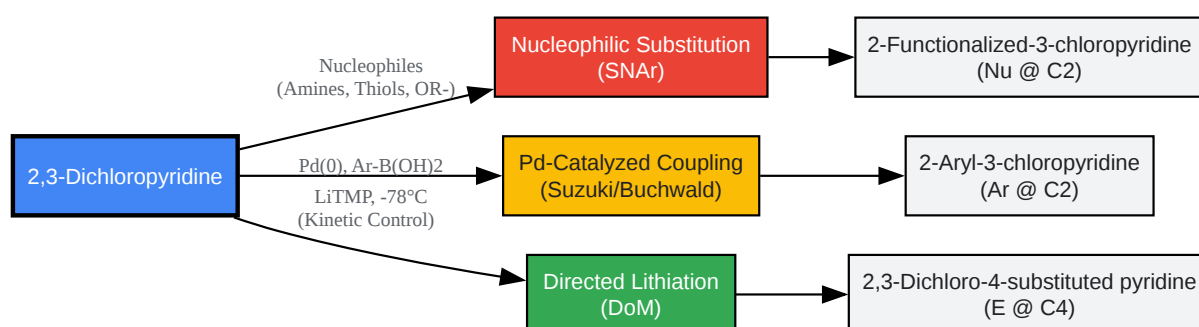 2,3-Dichloropyridine
Nucleophiles
(Amines, Thiols, OR-)
Pd(0), Ar-B(OH)2
LiTMP, -78°C
(Kinetic Control)
Nucleophilic Substitution
(SNAr)
Pd-Catalyzed Coupling
(Suzuki/Buchwald)
Directed Lithiation
(DoM)
2-Functionalized-3-chloropyridine
(Nu @ C2)
2-Aryl-3-chloropyridine
(Ar @ C2)
2,3-Dichloro-4-substituted pyridine
(E @ C4)